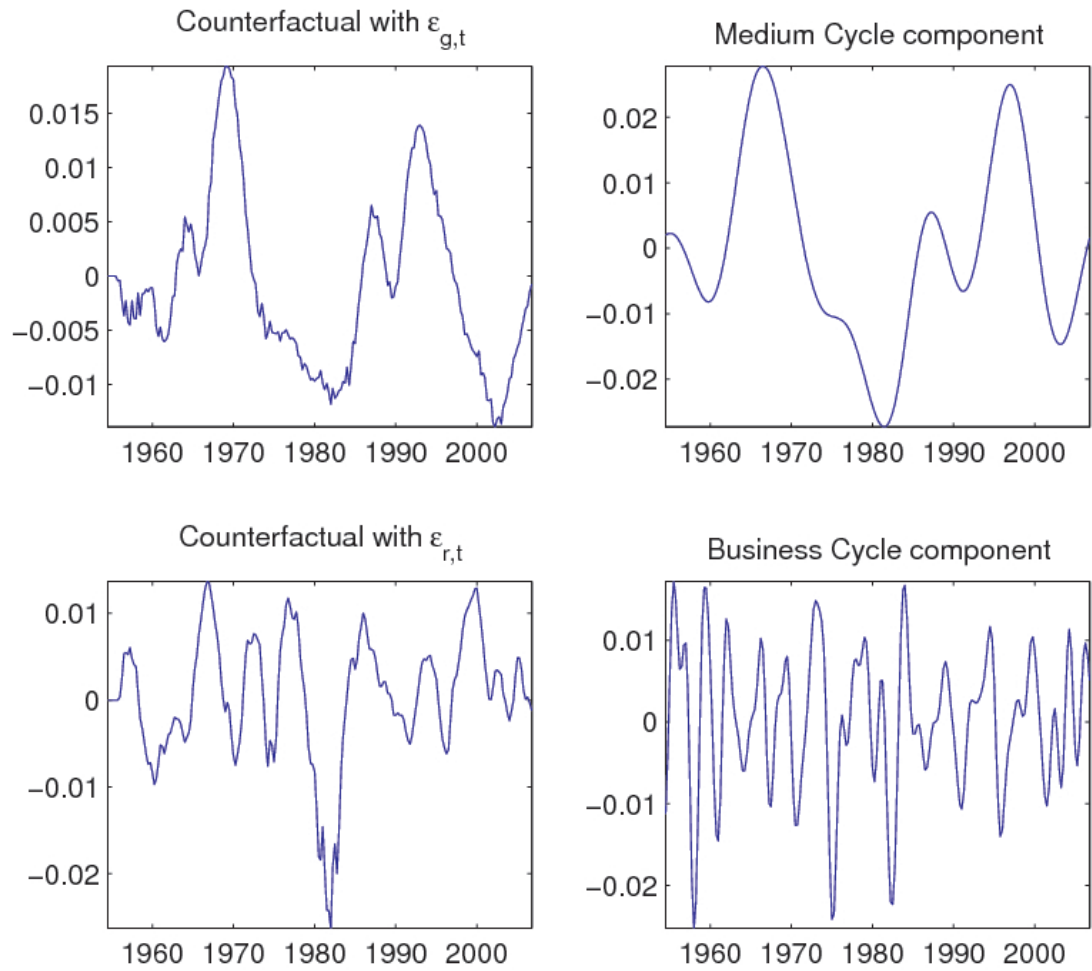 Counterfactual with ε_g,t
0.015
0.01
0.005
0
−0.005
−0.01
1960 1970 1980 1990 2000
Medium Cycle component
0.02
0.01
0
−0.01
−0.02
1960 1970 1980 1990 2000
Counterfactual with ε_r,t
0.01
0
−0.01
−0.02
1960 1970 1980 1990 2000
Business Cycle component
0.01
0
−0.01
−0.02
1960 1970 1980 1990 2000